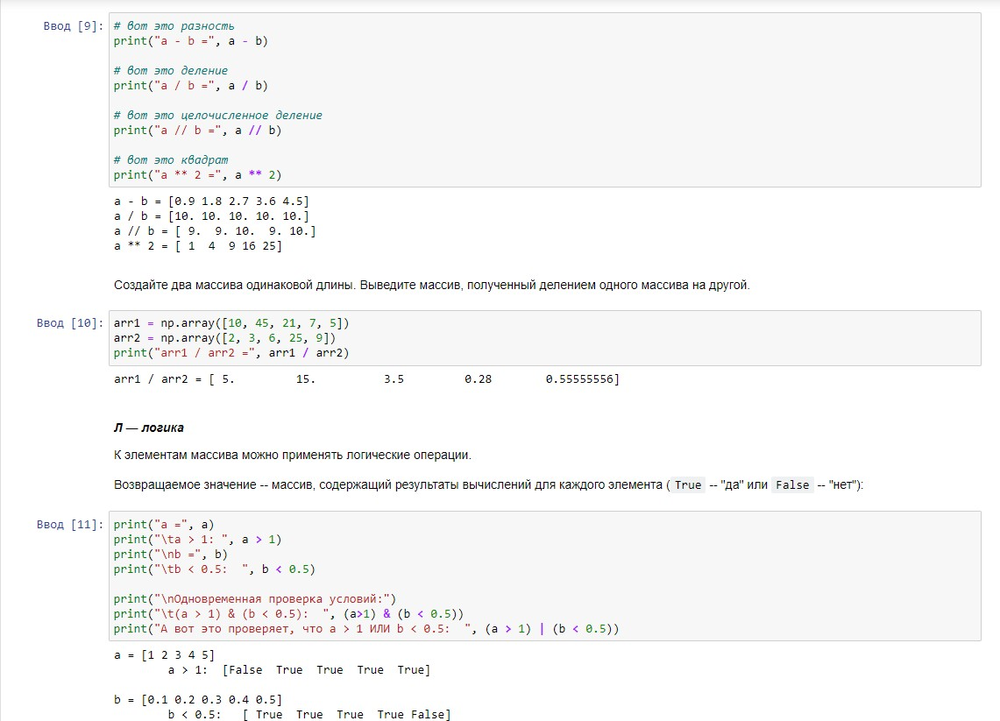 Ввод [9]: # вот это разность
print("a - b =", a - b)
# вот это деление
print("a / b =", a / b)
# вот это целочисленное деление
print("a // b =", a // b)
# вот это квадрат
print("a ** 2 =", a ** 2)
a - b = [0.9 1.8 2.7 3.6 4.5]
a / b = [10. 10. 10. 10. 10.]
a // b = [ 9.  9. 10.  9. 10.]
a ** 2 = [ 1  4  9 16 25]
Создайте два массива одинаковой длины. Выведите массив, полученный делением одного массива на другой.
Ввод [10]: arr1 = np.array([10, 45, 21, 7, 5])
arr2 = np.array([2, 3, 6, 25, 9])
print("arr1 / arr2 =", arr1 / arr2)
arr1 / arr2 = [ 5.         15.          3.5         0.28        0.55555556]
Л — логика
К элементам массива можно применять логические операции.
Возвращаемое значение -- массив, содержащий результаты вычислений для каждого элемента ( True -- "да" или False -- "нет"):
Ввод [11]: print("a =", a)
print("\ta > 1: ", a > 1)
print("\nb =", b)
print("\tb < 0.5:  ", b < 0.5)
print("\nОдновременная проверка условий:")
print("\t(a > 1) & (b < 0.5):  ", (a>1) & (b < 0.5))
print("А вот это проверяет, что a > 1 ИЛИ b < 0.5:  ", (a > 1) | (b < 0.5))
a = [1 2 3 4 5]
a > 1:  [False  True  True  True  True]
b = [0.1 0.2 0.3 0.4 0.5]
b < 0.5:   [ True  True  True  True False]